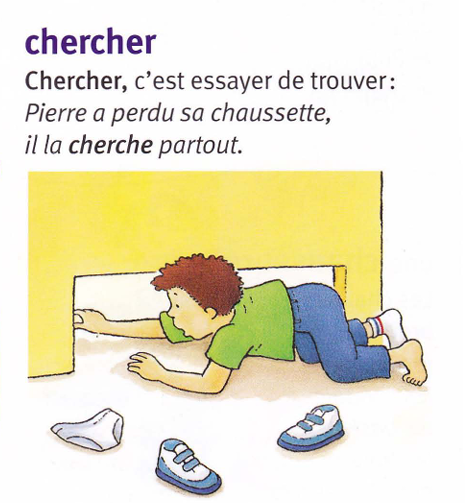 chercher
Chercher, c’est essayer de trouver :
Pierre a perdu sa chaussette,
il la cherche partout.